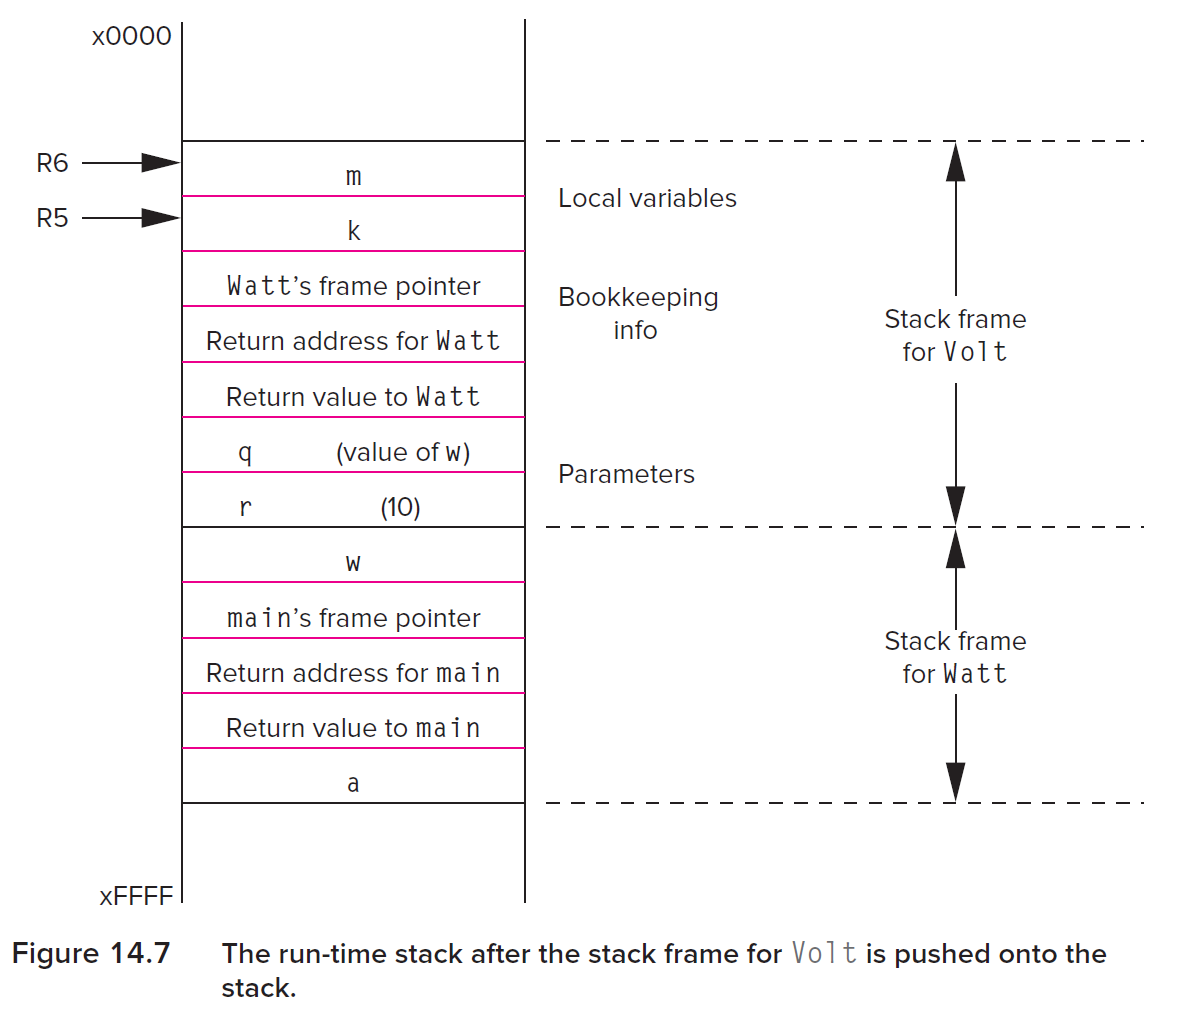 x0000
R6
m
Local variables
R5
k
Watt's frame pointer
Bookkeeping
info
Return address for Watt
Stack frame
for Volt
Return value to Watt
q (value of w)
Parameters
r (10)
w
main's frame pointer
Return address for main
Stack frame
for Watt
Return value to main
a
xFFFF
Figure 14.7 The run-time stack after the stack frame for Volt is pushed onto the
stack.